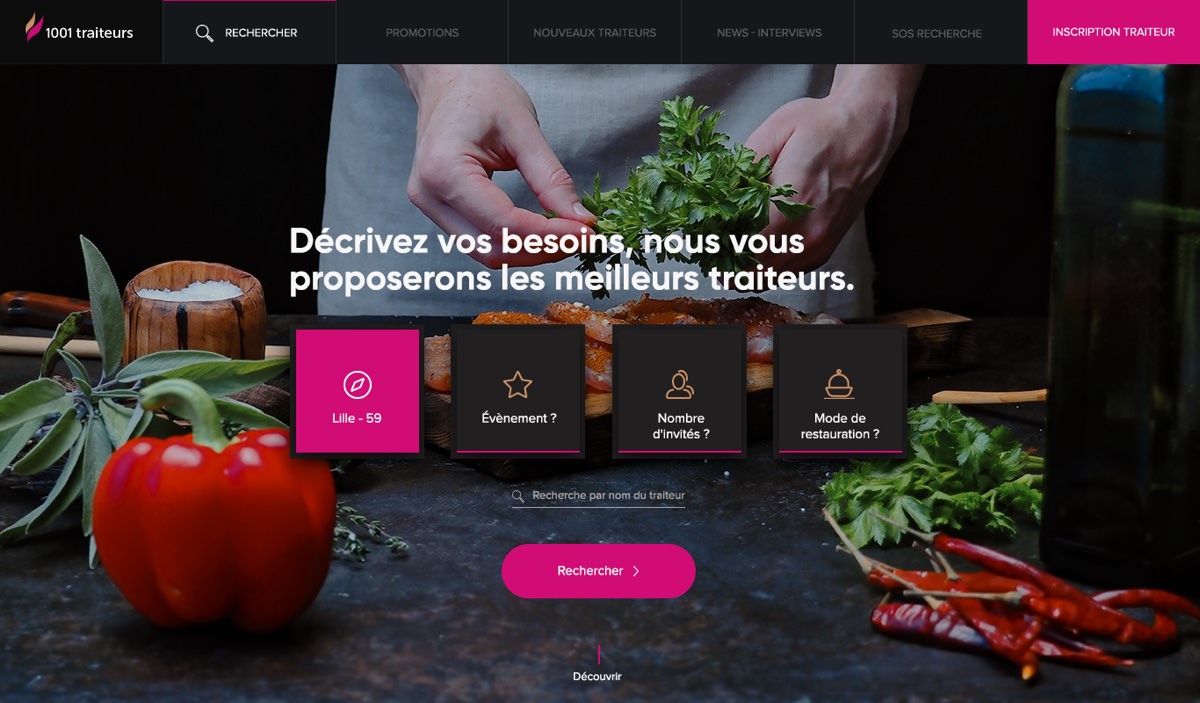 1001 traiteurs
RECHERCHER
PROMOTIONS
NOUVEAUX TRAITEURS
NEWS - INTERVIEWS
SOS RECHERCHE
INSCRIPTION TRAITEUR
Décrivez vos besoins, nous vous
proposerons les meilleurs traiteurs.
Lille - 59
Évènement ?
Nombre
d'invités ?
Mode de
restauration ?
Recherche par nom du traiteur
Rechercher
Découvrir